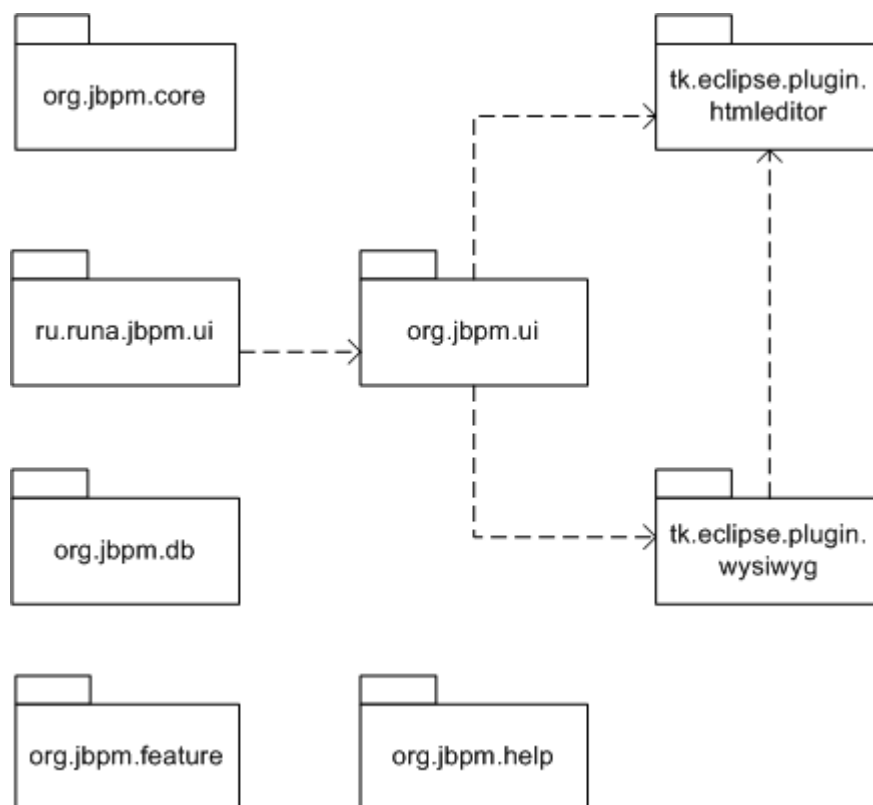 org.jbpm.core
tk.eclipse.plugin.
htmleditor
ru.runa.jbpm.ui
org.jbpm.ui
org.jbpm.db
tk.eclipse.plugin.
wysiwyg
org.jbpm.feature
org.jbpm.help